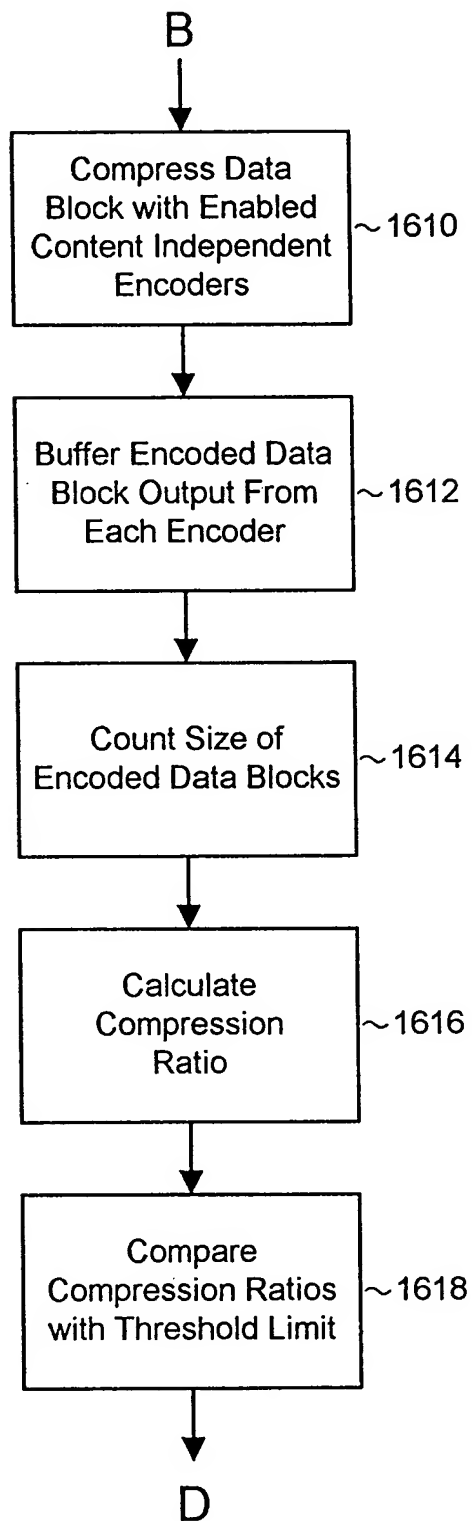 B
Compress Data
Block with Enabled
Content Independent
Encoders
~1610
Buffer Encoded Data
Block Output From
Each Encoder
~1612
Count Size of
Encoded Data Blocks
~1614
Calculate
Compression
Ratio
~1616
Compare
Compression Ratios
with Threshold Limit
~1618
D